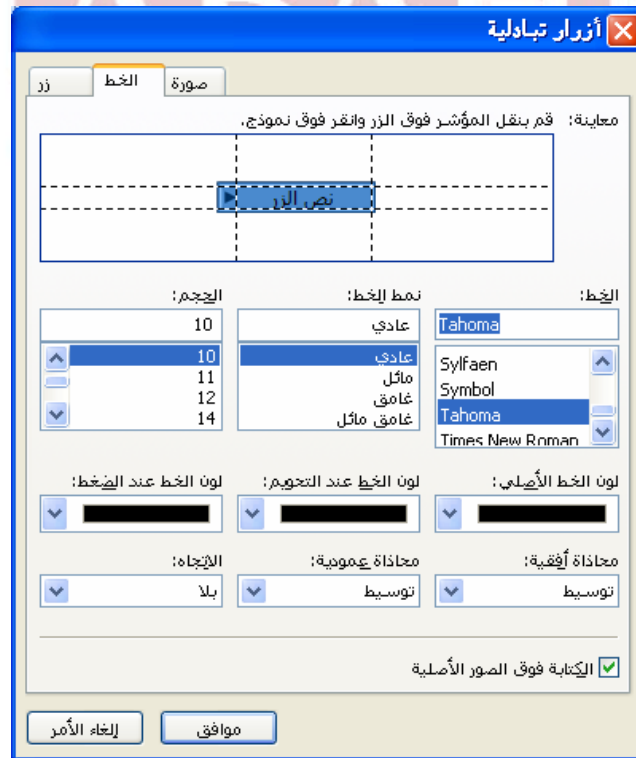 أزرار تبادلية
زر الخط صورة
معاينة: قم بنقل المؤشر فوق الزر وانقر فوق نموذج.
نص الزر
الخط: نمط الخط: الحجم:
Tahoma عادي 10
Sylfaen عادي 10
Symbol مائل 11
Tahoma غامق 12
Times New Roman غامق مائل 14
لون الخط الأصلي: لون الخط عند التحويم: لون الخط عند الضغط:
محاذاة أفقية: محاذاة عمودية: الاتجاه:
توسيط توسيط بلا
الكتابة فوق الصور الأصلية
موافق إلغاء الأمر